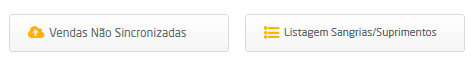 Vendas Não Sincronizadas
Listagem Sangrias/Suprimentos